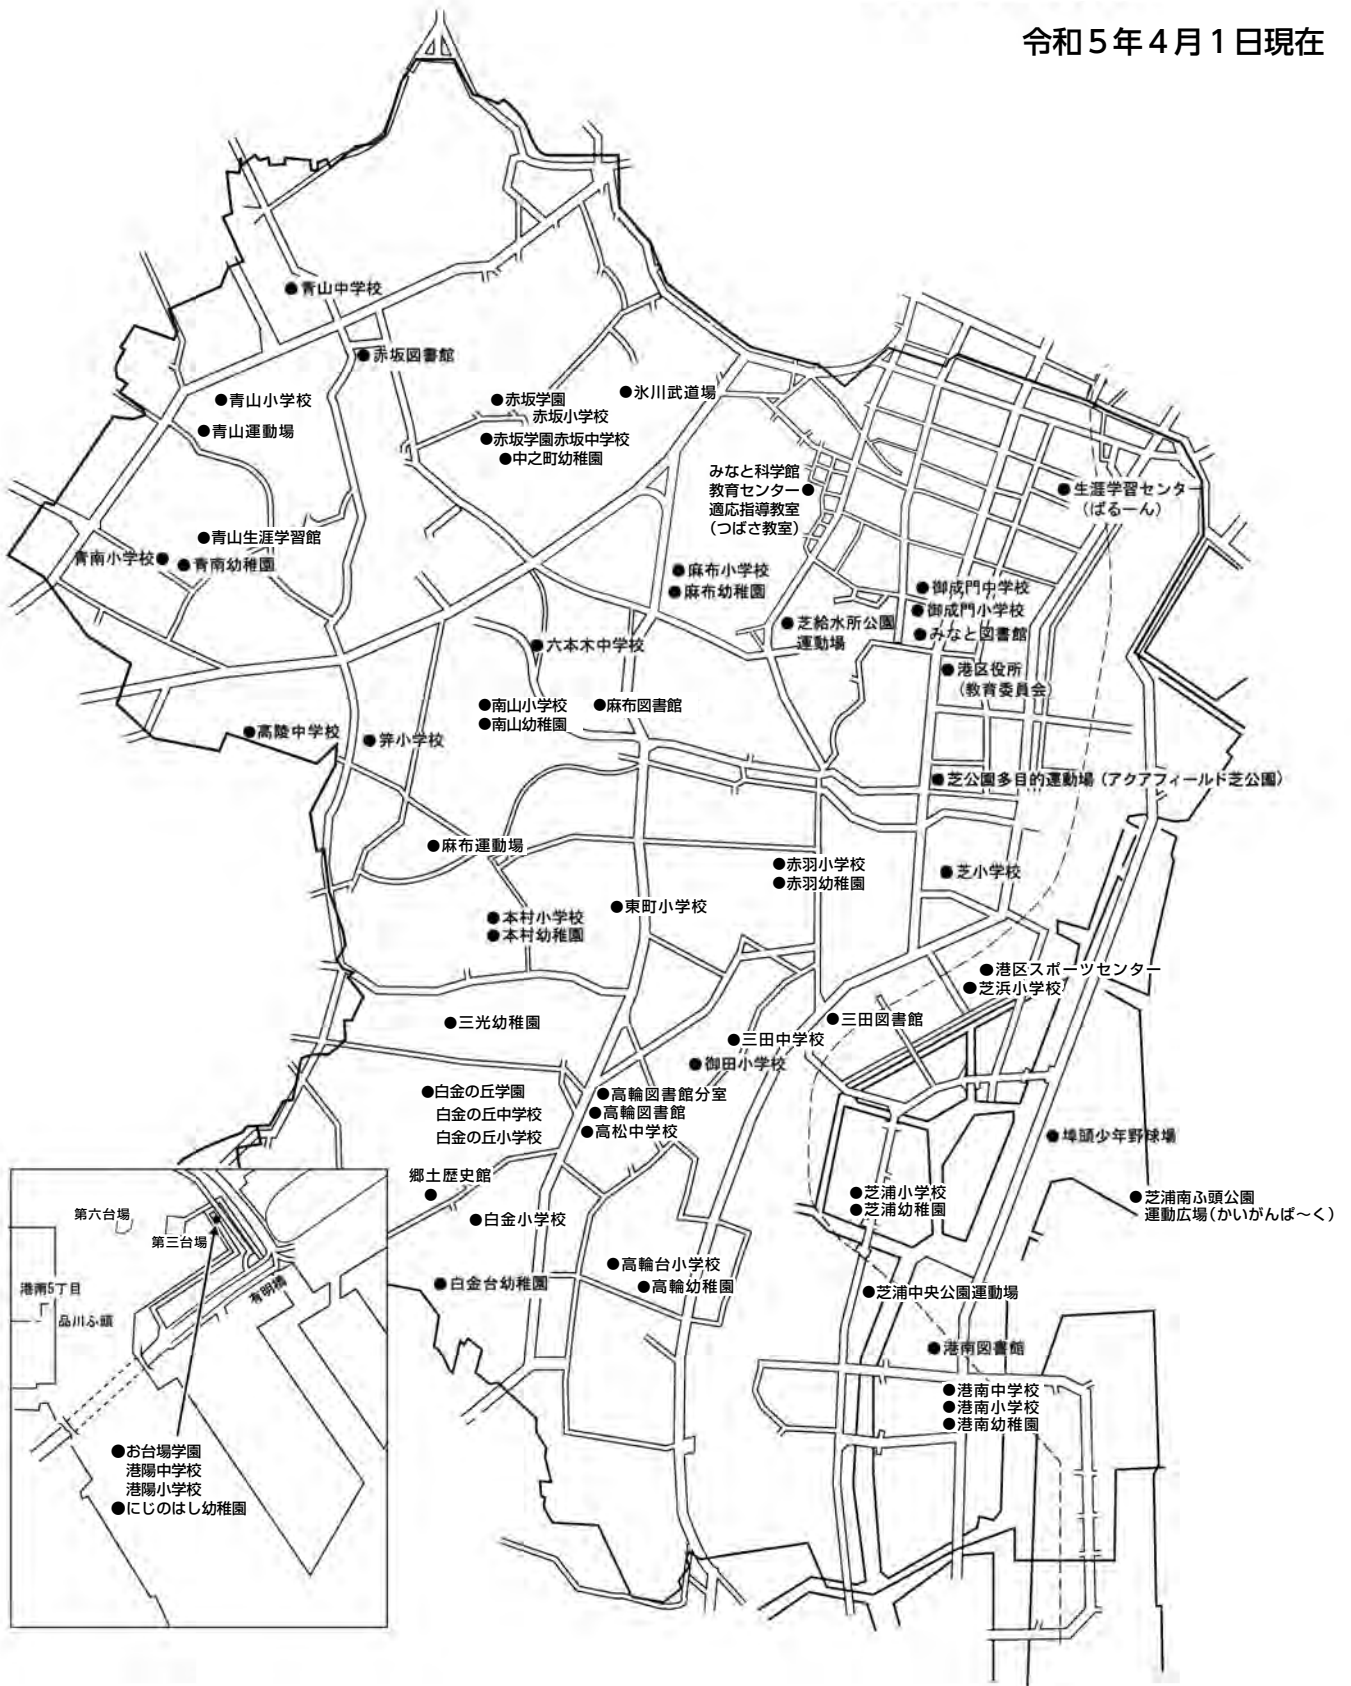 令和５年４月１日現在
●青山中学校
●赤坂図書館
●青山小学校
●青山運動場
●赤坂学園
赤坂小学校
●赤坂学園赤坂中学校
●中之町幼稚園
●氷川武道場
みなと科学館
教育センター●
適応指導教室
（つばさ教室）
●生涯学習センター
（ばるーん）
●青山生涯学習館
青南小学校●
●青南幼稚園
●麻布小学校
●麻布幼稚園
●御成門中学校
●御成門小学校
●みなと図書館
●芝給水所公園
運動場
●六本木中学校
●港区役所
（教育委員会）
●南山小学校
●南山幼稚園
●麻布図書館
●高陵中学校
●笄小学校
●芝公園多目的運動場（アクアフィールド芝公園）
●麻布運動場
●赤羽小学校
●赤羽幼稚園
●芝小学校
●東町小学校
●本村小学校
●本村幼稚園
●港区スポーツセンター
●芝浜小学校
●三光幼稚園
●三田図書館
●三田中学校
●御田小学校
●白金の丘学園
白金の丘中学校
白金の丘小学校
●高輪図書館分室
●高輪図書館
●高松中学校
●埠頭少年野球場
郷土歴史館
●
●白金小学校
●芝浦小学校
●芝浦幼稚園
●芝浦南ふ頭公園
運動広場（かいがんぱ～く）
●高輪台小学校
●高輪幼稚園
●白金台幼稚園
●芝浦中央公園運動場
●港南図書館
●港南中学校
●港南小学校
●港南幼稚園
第六台場
第三台場
港南5丁目
品川ふ頭
有明橋
●お台場学園
港陽中学校
港陽小学校
●にじのはし幼稚園